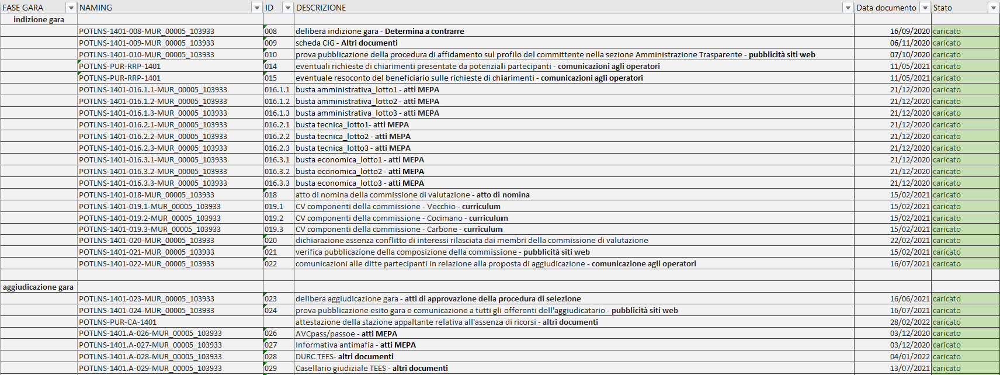 FASE GARA NAMING ID DESCRIZIONE Data documento Stato
indizione gara
POTLNS-1401-008-MUR_00005_103933 008 delibera indizione gara - Determina a contrarre 16/09/2020 caricato
POTLNS-1401-009-MUR_00005_103933 009 scheda CIG - Altri documenti 06/11/2020 caricato
POTLNS-1401-010-MUR_00005_103933 010 prova pubblicazione della procedura di affidamento sul profilo del committente nella sezione Amministrazione Trasparente - pubblicità siti web 07/10/2020 caricato
POTLNS-PUR-RRP-1401 014 eventuali richieste di chiarimenti presentate da potenziali partecipanti - comunicazioni agli operatori 11/05/2021 caricato
POTLNS-PUR-RRP-1401 015 eventuale resoconto del beneficiario sulle richieste di chiarimenti - comunicazioni agli operatori 11/05/2021 caricato
POTLNS-1401-016.1.1-MUR_00005_103933 016.1.1 busta amministrativa_lotto1 - atti MEPA 21/12/2020 caricato
POTLNS-1401-016.1.2-MUR_00005_103933 016.1.2 busta amministrativa_lotto2 - atti MEPA 21/12/2020 caricato
POTLNS-1401-016.1.3-MUR_00005_103933 016.1.3 busta amministrativa_lotto3 - atti MEPA 21/12/2020 caricato
POTLNS-1401-016.2.1-MUR_00005_103933 016.2.1 busta tecnica_lotto1- atti MEPA 21/12/2020 caricato
POTLNS-1401-016.2.2-MUR_00005_103933 016.2.2 busta tecnica_lotto2 - atti MEPA 21/12/2020 caricato
POTLNS-1401-016.2.3-MUR_00005_103933 016.2.3 busta tecnica_lotto3 - atti MEPA 21/12/2020 caricato
POTLNS-1401-016.3.1-MUR_00005_103933 016.3.1 busta economica_lotto1 - atti MEPA 21/12/2020 caricato
POTLNS-1401-016.3.2-MUR_00005_103933 016.3.2 busta economica_lotto2 - atti MEPA 21/12/2020 caricato
POTLNS-1401-016.3.3-MUR_00005_103933 016.3.3 busta economica_lotto3 - atti MEPA 21/12/2020 caricato
POTLNS-1401-018-MUR_00005_103933 018 atto di nomina della commissione di valutazione - atto di nomina 15/02/2021 caricato
POTLNS-1401-019.1-MUR_00005_103933 019.1 CV componenti della commissione - Vecchio - curriculum 15/02/2021 caricato
POTLNS-1401-019.2-MUR_00005_103933 019.2 CV componenti della commissione - Cocimano - curriculum 15/02/2021 caricato
POTLNS-1401-019.3-MUR_00005_103933 019.3 CV componenti della commissione - Carbone - curriculum 15/02/2021 caricato
POTLNS-1401-020-MUR_00005_103933 020 dichiarazione assenza conflitto di interessi rilasciata dai membri della commissione di valutazione 22/02/2021 caricato
POTLNS-1401-021-MUR_00005_103933 021 verifica pubblicazione della composizione della commissione - pubblicità siti web 15/02/2021 caricato
POTLNS-1401-022-MUR_00005_103933 022 comunicazioni alle ditte partecipanti in relazione alla proposta di aggiudicazione - comunicazione agli operatori 16/07/2021 caricato
aggiudicazione gara
POTLNS-1401-023-MUR_00005_103933 023 delibera aggiudicazione gara - atti di approvazione della procedura di selezione 16/06/2021 caricato
POTLNS-1401-024-MUR_00005_103933 024 prova pubblicazione esito gara e comunicazione a tutti gli offerenti dell'aggiudicatario - pubblicità siti web 16/07/2021 caricato
POTLNS-PUR-CA-1401 attestazione della stazione appaltante relativa all'assenza di ricorsi - altri documenti 28/02/2022 caricato
POTLNS-1401.A-026-MUR_00005_103933 026 AVCpass/passoe - atti MEPA 03/12/2020 caricato
POTLNS-1401.A-027-MUR_00005_103933 027 Informativa antimafia - atti MEPA 03/12/2020 caricato
POTLNS-1401.A-028-MUR_00005_103933 028 DURC TEES- altri documenti 04/01/2022 caricato
POTLNS-1401.A-029-MUR_00005_103933 029 Casellario giudiziale TEES - altri documenti 13/07/2021 caricato